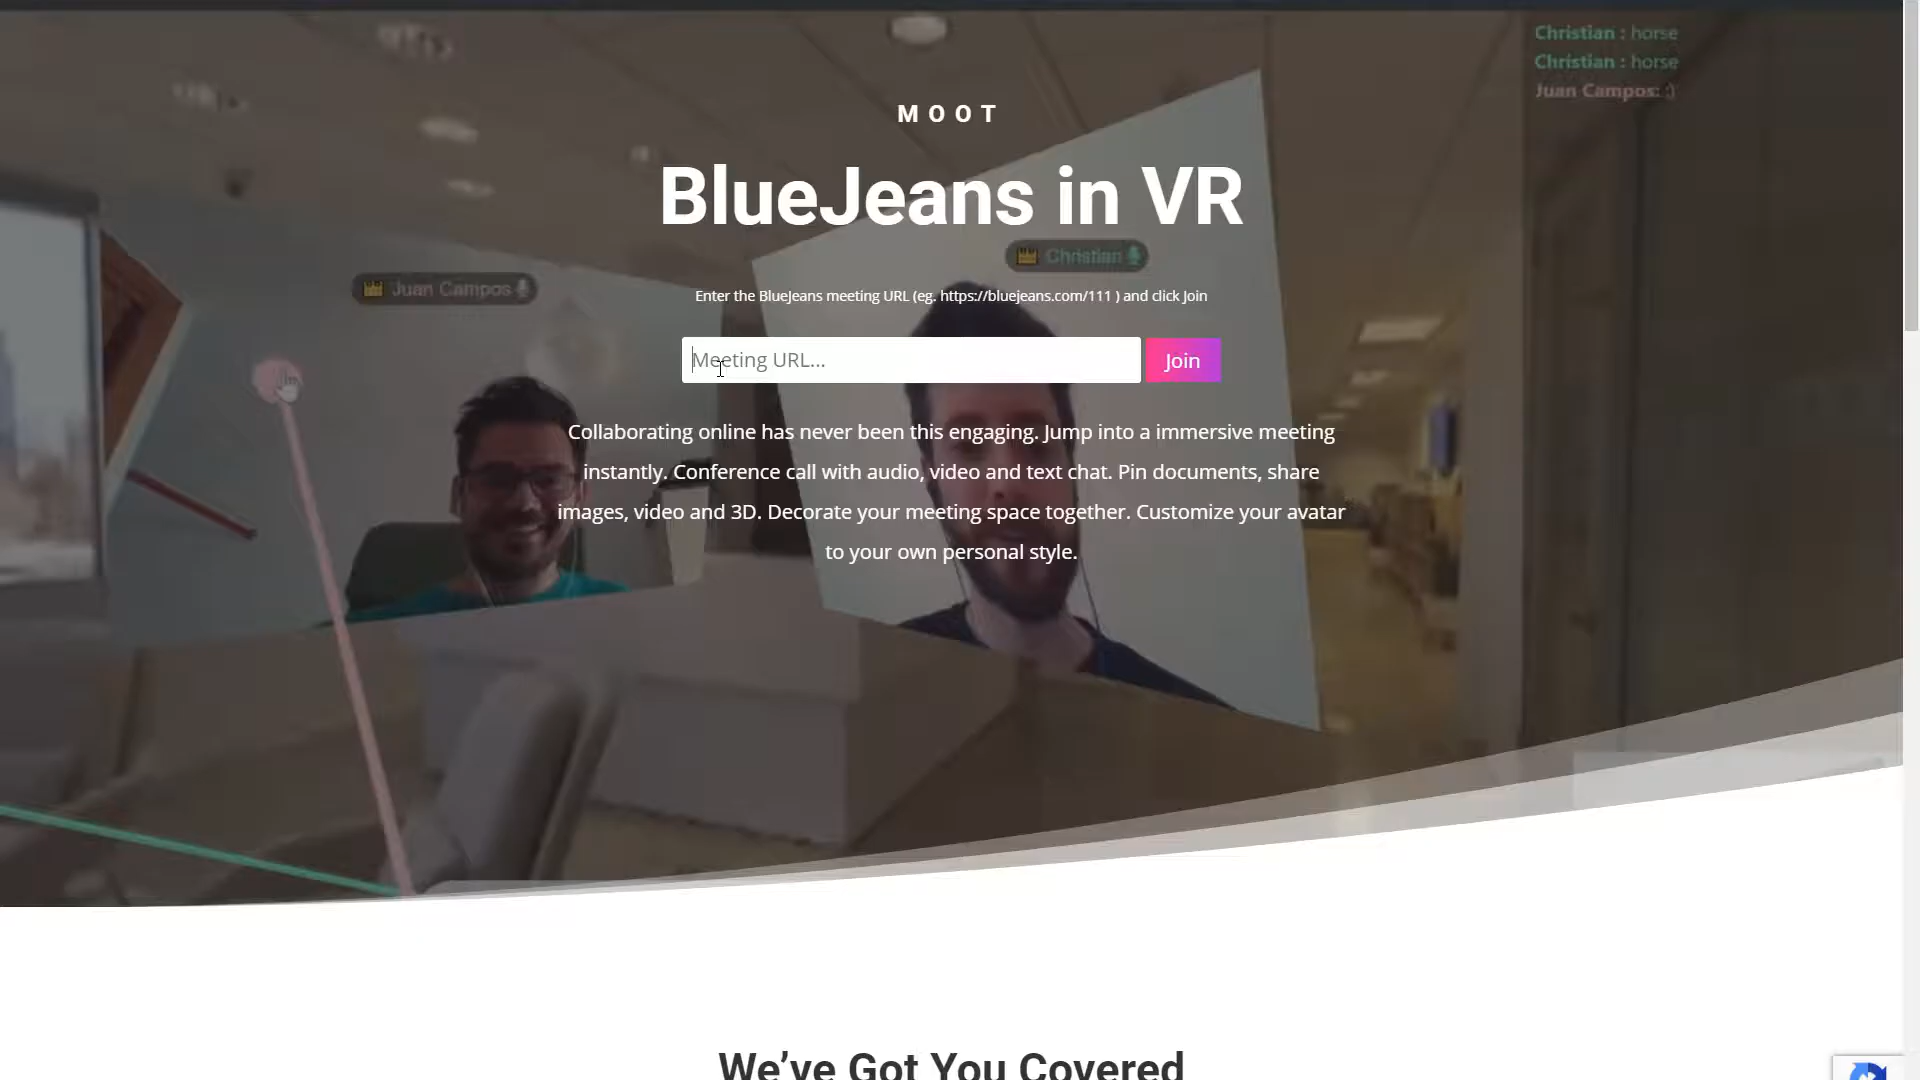 Christian : horse
Christian : horse
Juan Campos: :)
MOOT
BlueJeans in VR
Christian
Juan Campos
Enter the BlueJeans meeting URL (eg. https://bluejeans.com/111 ) and click Join
Meeting URL...
Join
Collaborating online has never been this engaging. Jump into a immersive meeting
instantly. Conference call with audio, video and text chat. Pin documents, share
images, video and 3D. Decorate your meeting space together. Customize your avatar
to your own personal style.
We’ve Got You Covered